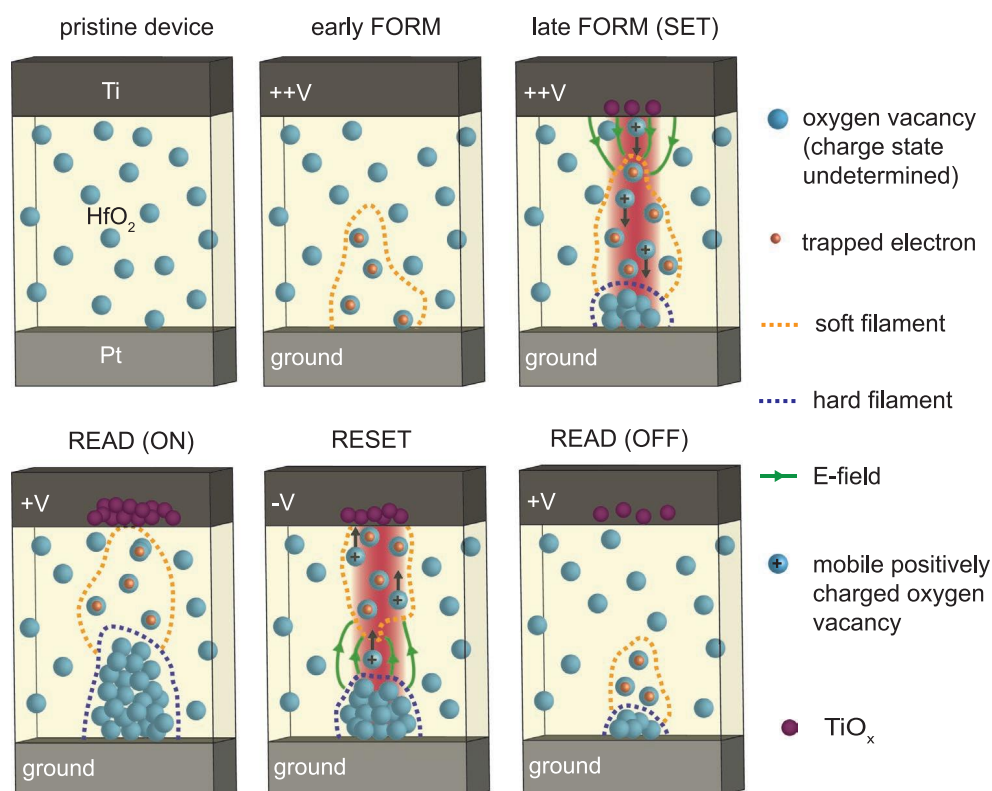 pristine device
early FORM
late FORM (SET)
Ti
++V
++V
HfO₂
Pt
ground
ground
oxygen vacancy
(charge state
undetermined)
trapped electron
soft filament
hard filament
E-field
mobile positively
charged oxygen
vacancy
TiOₓ
READ (ON)
RESET
READ (OFF)
+V
-V
+V
ground
ground
ground